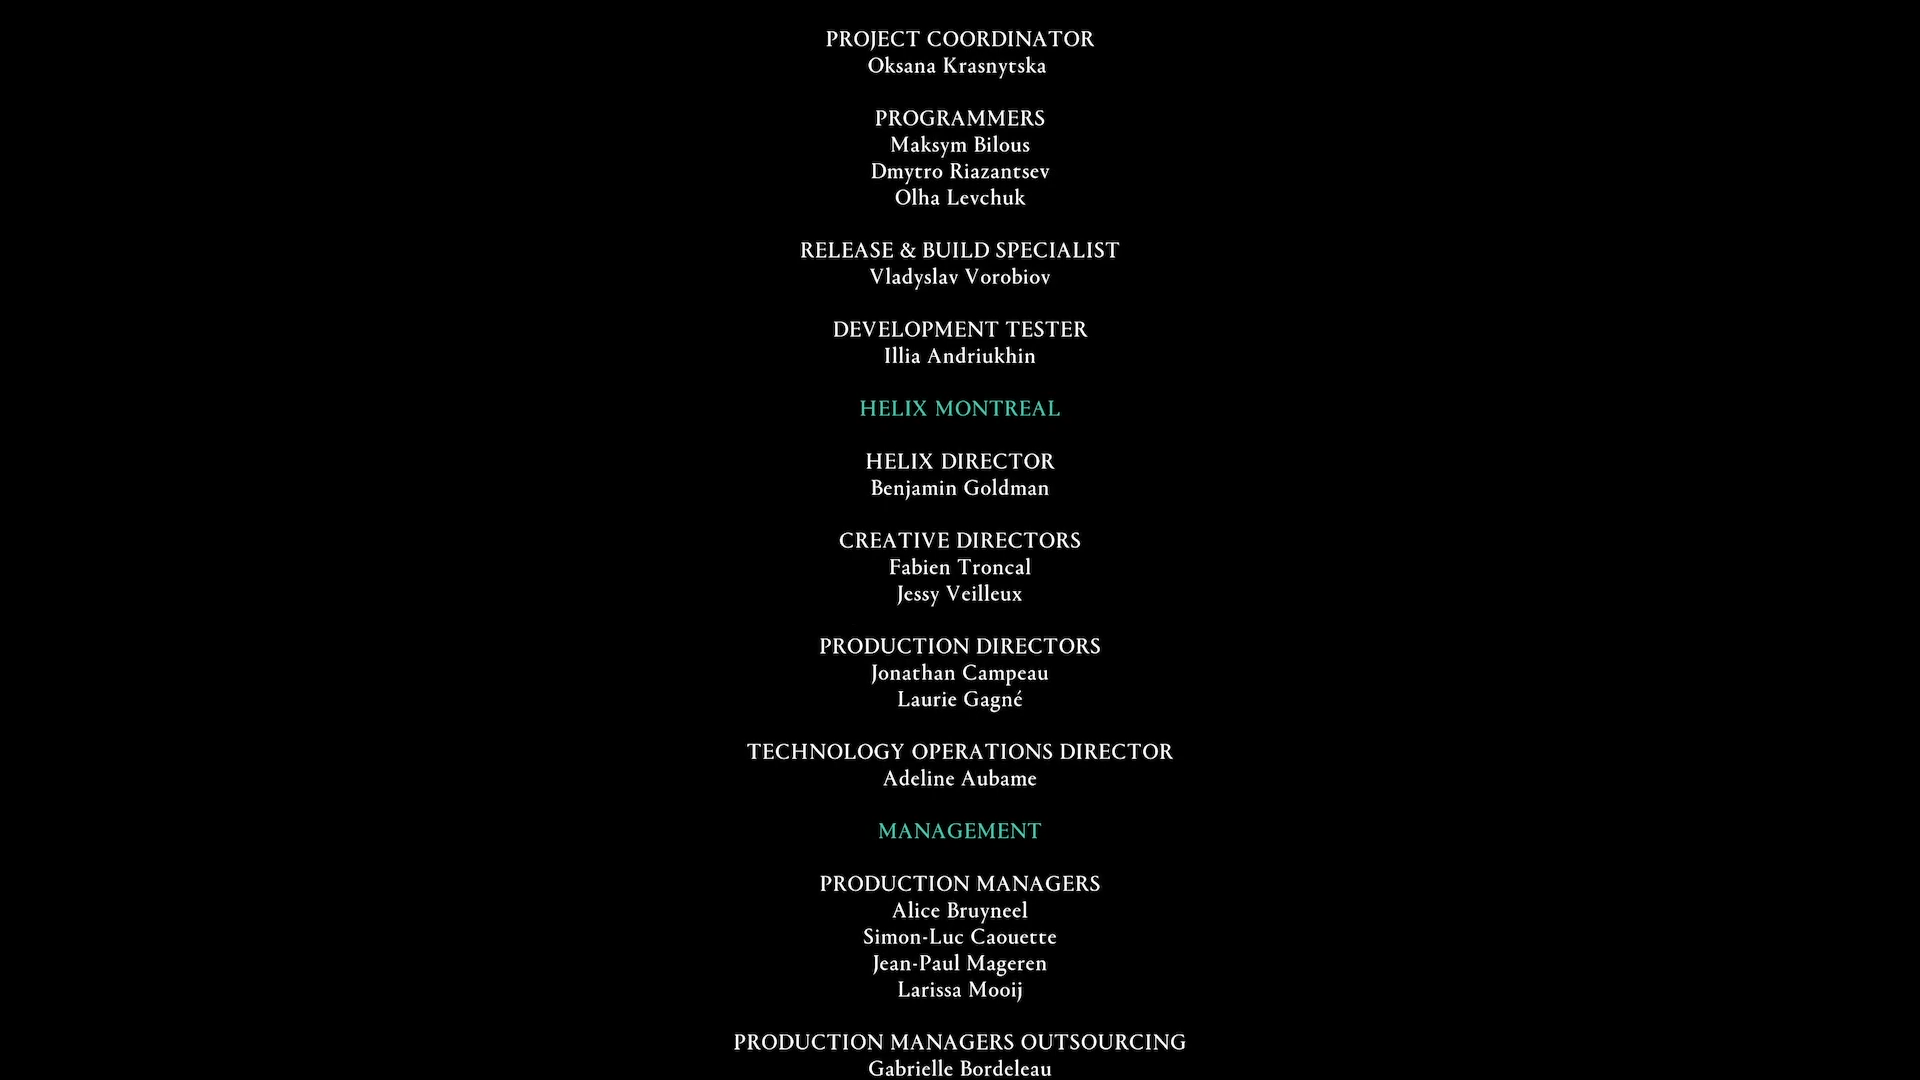 PROJECT COORDINATOR
Oksana Krasnytska
PROGRAMMERS
Maksym Bilous
Dmytro Riazantsev
Olha Levchuk
RELEASE & BUILD SPECIALIST
Vladyslav Vorobiov
DEVELOPMENT TESTER
Illia Andriukhin
HELIX MONTREAL
HELIX DIRECTOR
Benjamin Goldman
CREATIVE DIRECTORS
Fabien Troncal
Jessy Veilleux
PRODUCTION DIRECTORS
Jonathan Campeau
Laurie Gagné
TECHNOLOGY OPERATIONS DIRECTOR
Adeline Aubame
MANAGEMENT
PRODUCTION MANAGERS
Alice Bruyneel
Simon-Luc Caouette
Jean-Paul Mageren
Larissa Mooij
PRODUCTION MANAGERS OUTSOURCING
Gabrielle Bordeleau